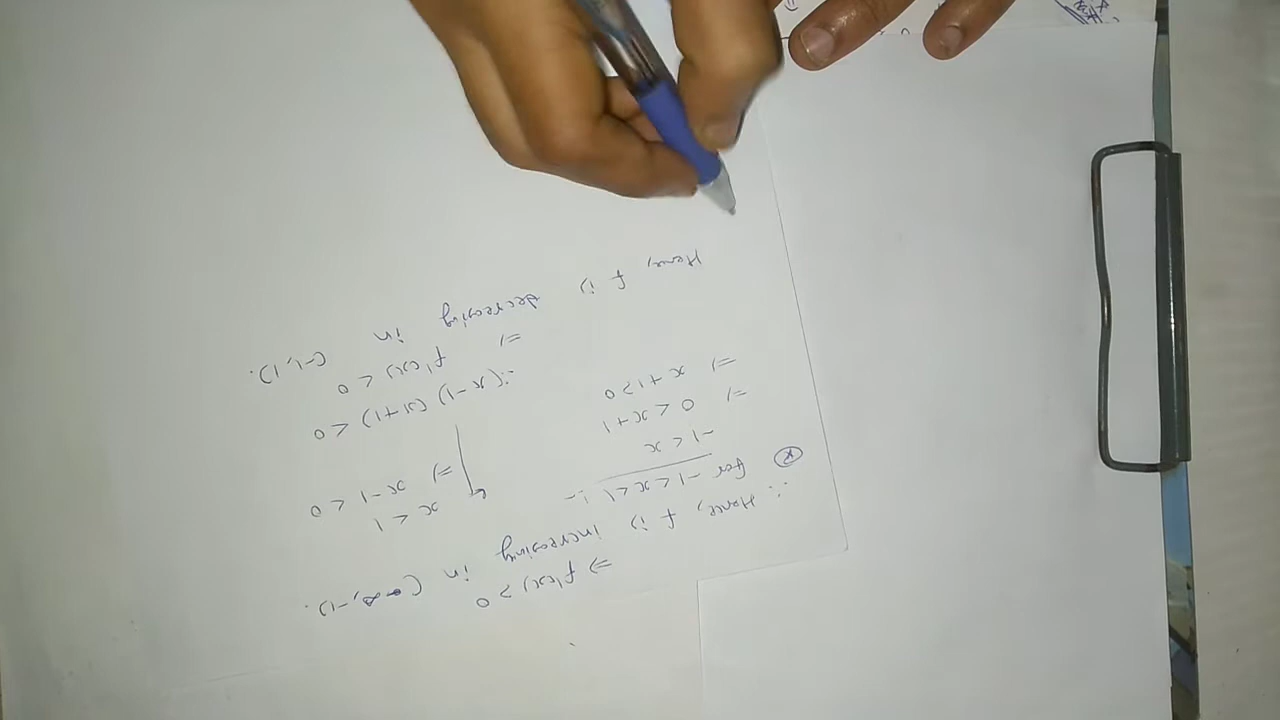 ⇒ f'(x) > 0
∴ Hence, f is increasing in (-∞, -1).
* for -1 < x < 1 :-
-1 < x
⇒ 0 < x+1
⇒ x+1 > 0
x < 1
⇒ x-1 < 0
∴ (x-1) (x+1) < 0
⇒ f'(x) < 0
Hence, f is decreasing in (-1, 1).